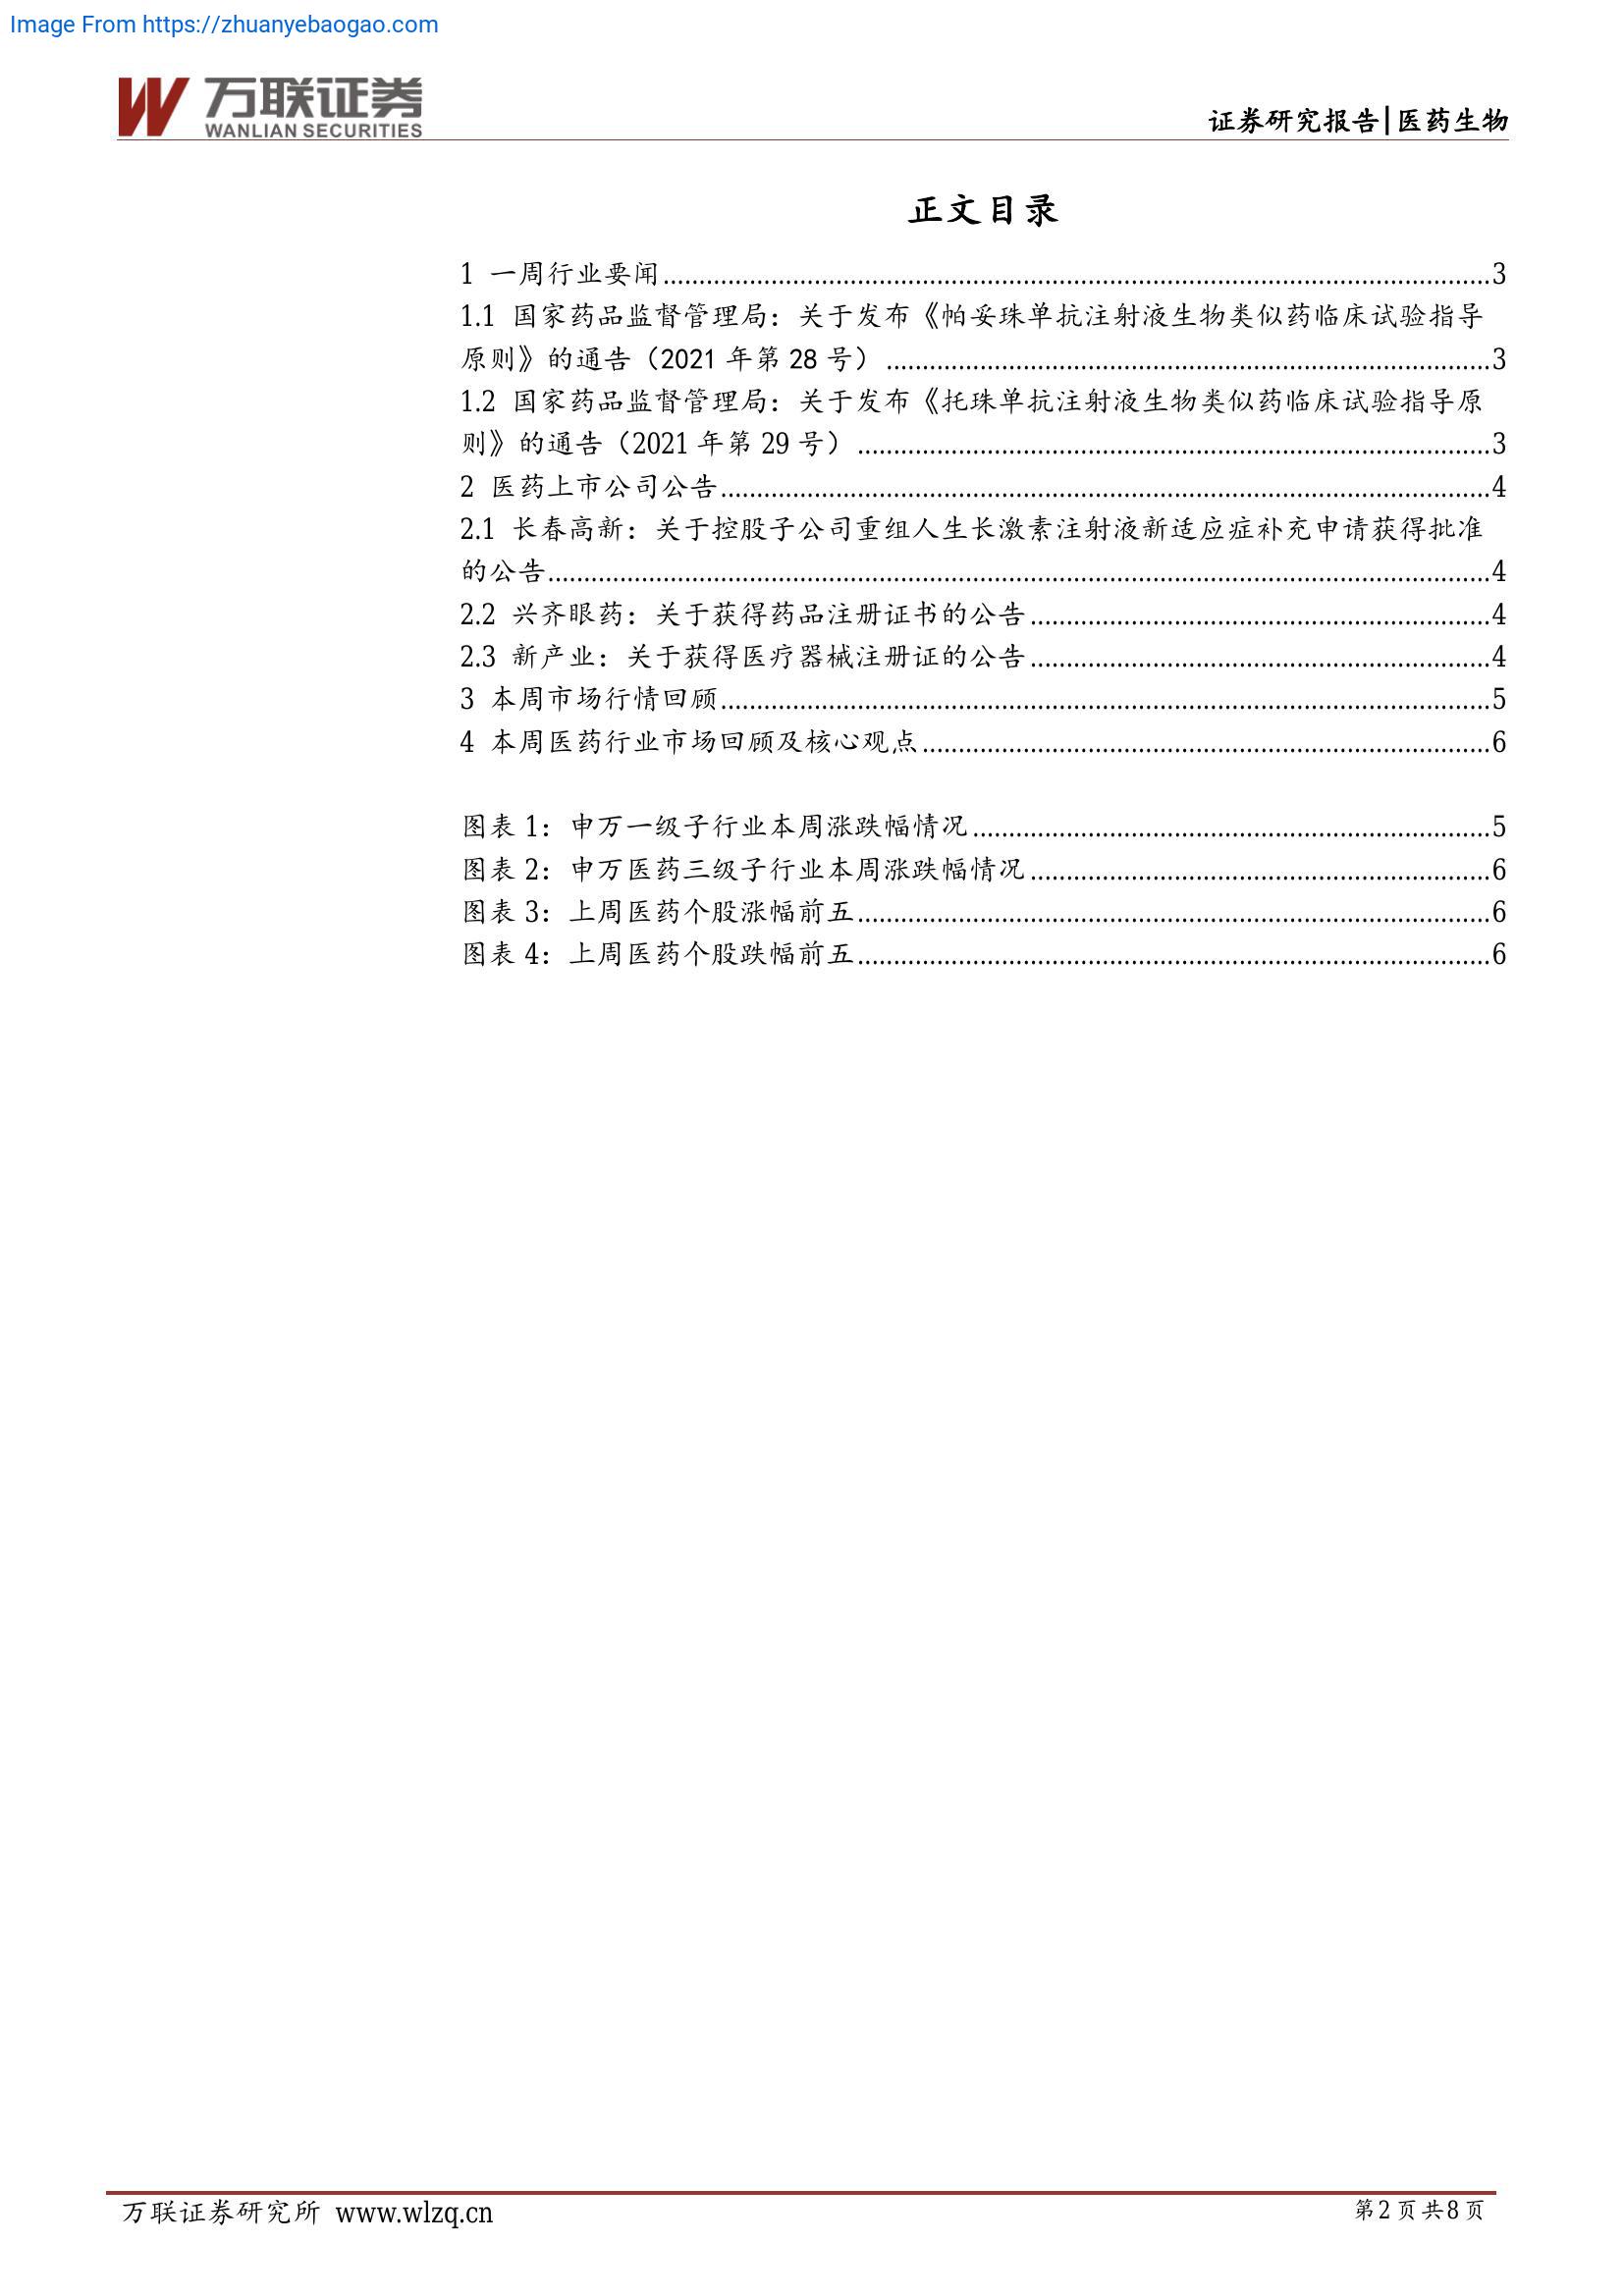 Image From https://zhuanyebaogao.com
万联证券
WANLIAN SECURITIES
证券研究报告|医药生物
正文目录
1 一周行业要闻........................................................................................................................3
1.1 国家药品监督管理局：关于发布《帕妥珠单抗注射液生物类似药临床试验指导
原则》的通告（2021 年第 28 号）........................................................................................3
1.2 国家药品监督管理局：关于发布《托珠单抗注射液生物类似药临床试验指导原
则》的通告（2021 年第 29 号）............................................................................................3
2 医药上市公司公告................................................................................................................4
2.1 长春高新：关于控股子公司重组人生长激素注射液新适应症补充申请获得批准
的公告........................................................................................................................................4
2.2 兴齐眼药：关于获得药品注册证书的公告....................................................................4
2.3 新产业：关于获得医疗器械注册证的公告....................................................................4
3 本周市场行情回顾................................................................................................................5
4 本周医药行业市场回顾及核心观点....................................................................................6
图表 1：申万一级子行业本周涨跌幅情况............................................................................5
图表 2：申万医药三级子行业本周涨跌幅情况....................................................................6
图表 3：上周医药个股涨幅前五............................................................................................6
图表 4：上周医药个股跌幅前五............................................................................................6
万联证券研究所 www.wlzq.cn
第2页共8页